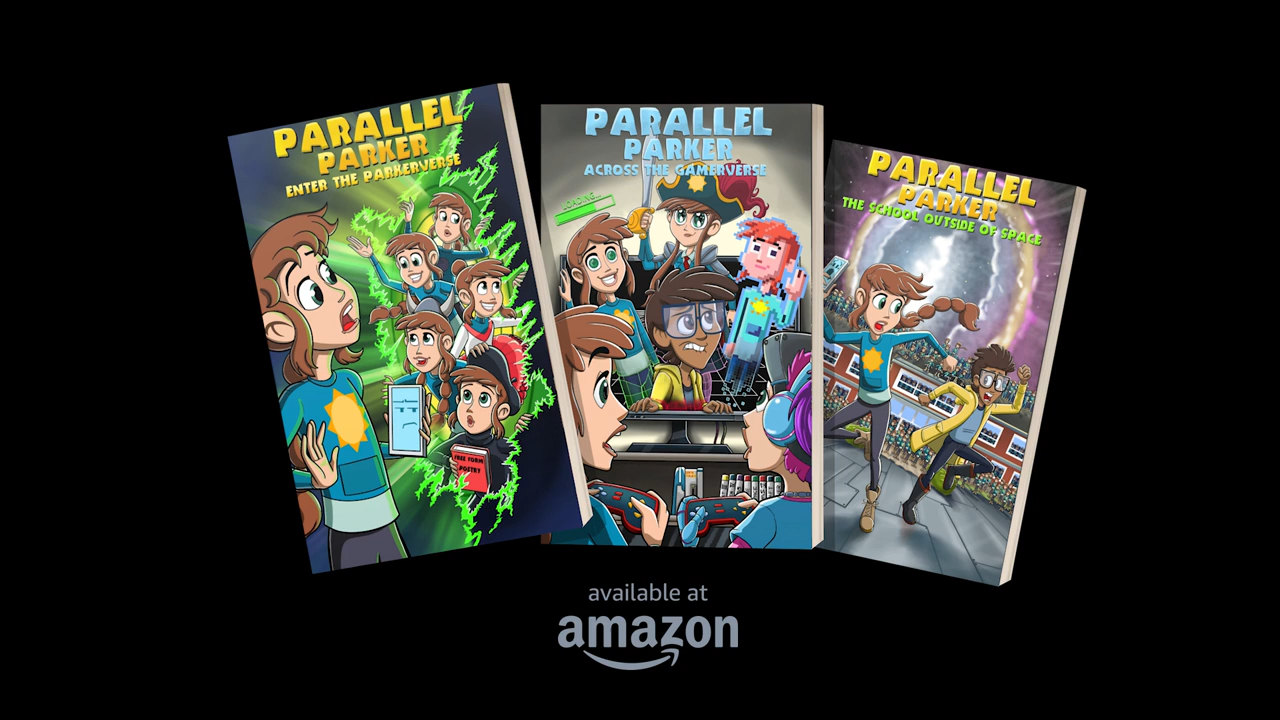 PARALLEL
PARKER
ENTER THE PARKERVERSE
FREE FORM
POETRY
PARALLEL
PARKER
ACROSS THE GAMERVERSE
LOADING...
PARALLEL
PARKER
THE SCHOOL OUTSIDE OF SPACE
available at
amazon